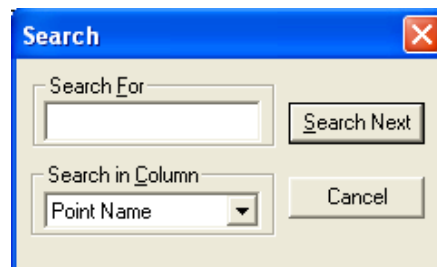 Search
Search For
Search Next
Search in Column
Point Name
Cancel